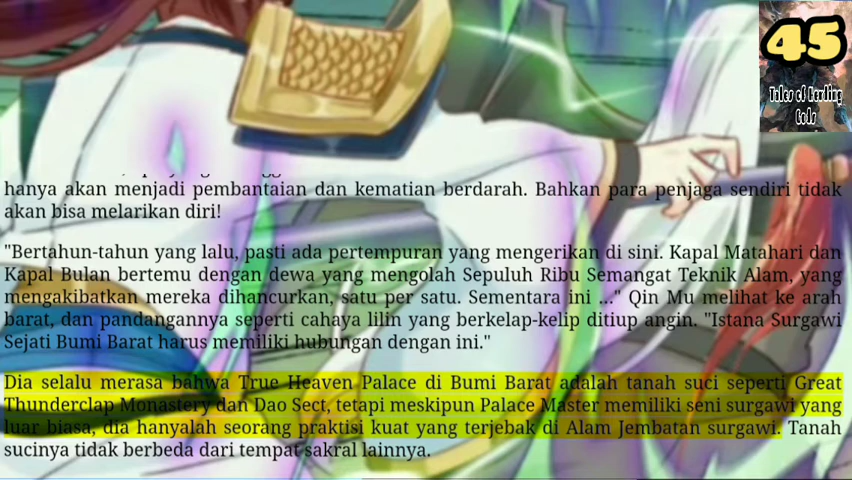 45
Tales of Herding
Gods
hanya akan menjadi pembantaian dan kematian berdarah. Bahkan para penjaga sendiri tidak
akan bisa melarikan diri!
"Bertahun-tahun yang lalu, pasti ada pertempuran yang mengerikan di sini. Kapal Matahari dan
Kapal Bulan bertemu dengan dewa yang mengolah Sepuluh Ribu Semangat Teknik Alam, yang
mengakibatkan mereka dihancurkan, satu per satu. Sementara ini ..." Qin Mu melihat ke arah
barat, dan pandangannya seperti cahaya lilin yang berkelap-kelip ditiup angin. "Istana Surgawi
Sejati Bumi Barat harus memiliki hubungan dengan ini."
Dia selalu merasa bahwa True Heaven Palace di Bumi Barat adalah tanah suci seperti Great
Thunderclap Monastery dan Dao Sect, tetapi meskipun Palace Master memiliki seni surgawi yang
luar biasa, dia hanyalah seorang praktisi kuat yang terjebak di Alam Jembatan surgawi. Tanah
sucinya tidak berbeda dari tempat sakral lainnya.